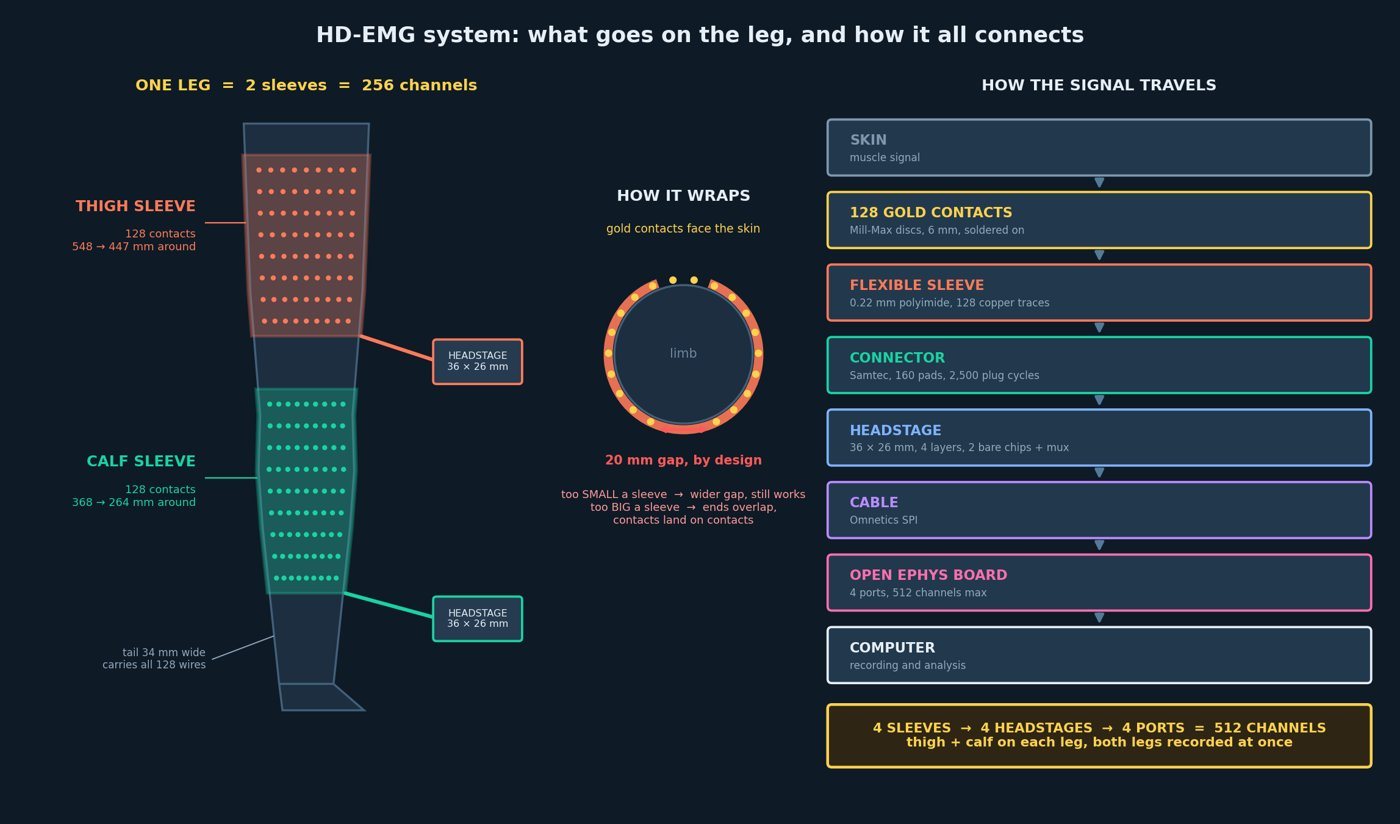 HD-EMG system: what goes on the leg, and how it all connects
ONE LEG = 2 sleeves = 256 channels
THIGH SLEEVE
128 contacts
548 → 447 mm around
HEADSTAGE
36 × 26 mm
CALF SLEEVE
128 contacts
368 → 264 mm around
HEADSTAGE
36 × 26 mm
tail 34 mm wide
carries all 128 wires
HOW IT WRAPS
gold contacts face the skin
limb
20 mm gap, by design
too SMALL a sleeve → wider gap, still works
too BIG a sleeve → ends overlap,
contacts land on contacts
HOW THE SIGNAL TRAVELS
SKIN
muscle signal
128 GOLD CONTACTS
Mill-Max discs, 6 mm, soldered on
FLEXIBLE SLEEVE
0.22 mm polyimide, 128 copper traces
CONNECTOR
Samtec, 160 pads, 2,500 plug cycles
HEADSTAGE
36 × 26 mm, 4 layers, 2 bare chips + mux
CABLE
Omnetics SPI
OPEN EPHYS BOARD
4 ports, 512 channels max
COMPUTER
recording and analysis
4 SLEEVES → 4 HEADSTAGES → 4 PORTS = 512 CHANNELS
thigh + calf on each leg, both legs recorded at once